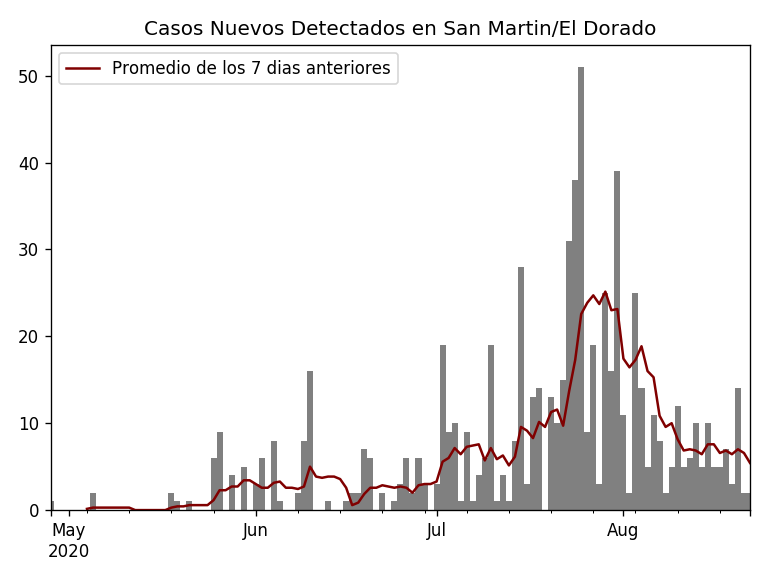 Casos Nuevos Detectados en San Martin/El Dorado
Promedio de los 7 dias anteriores
50
40
30
20
10
0
May Jun Jul Aug
2020